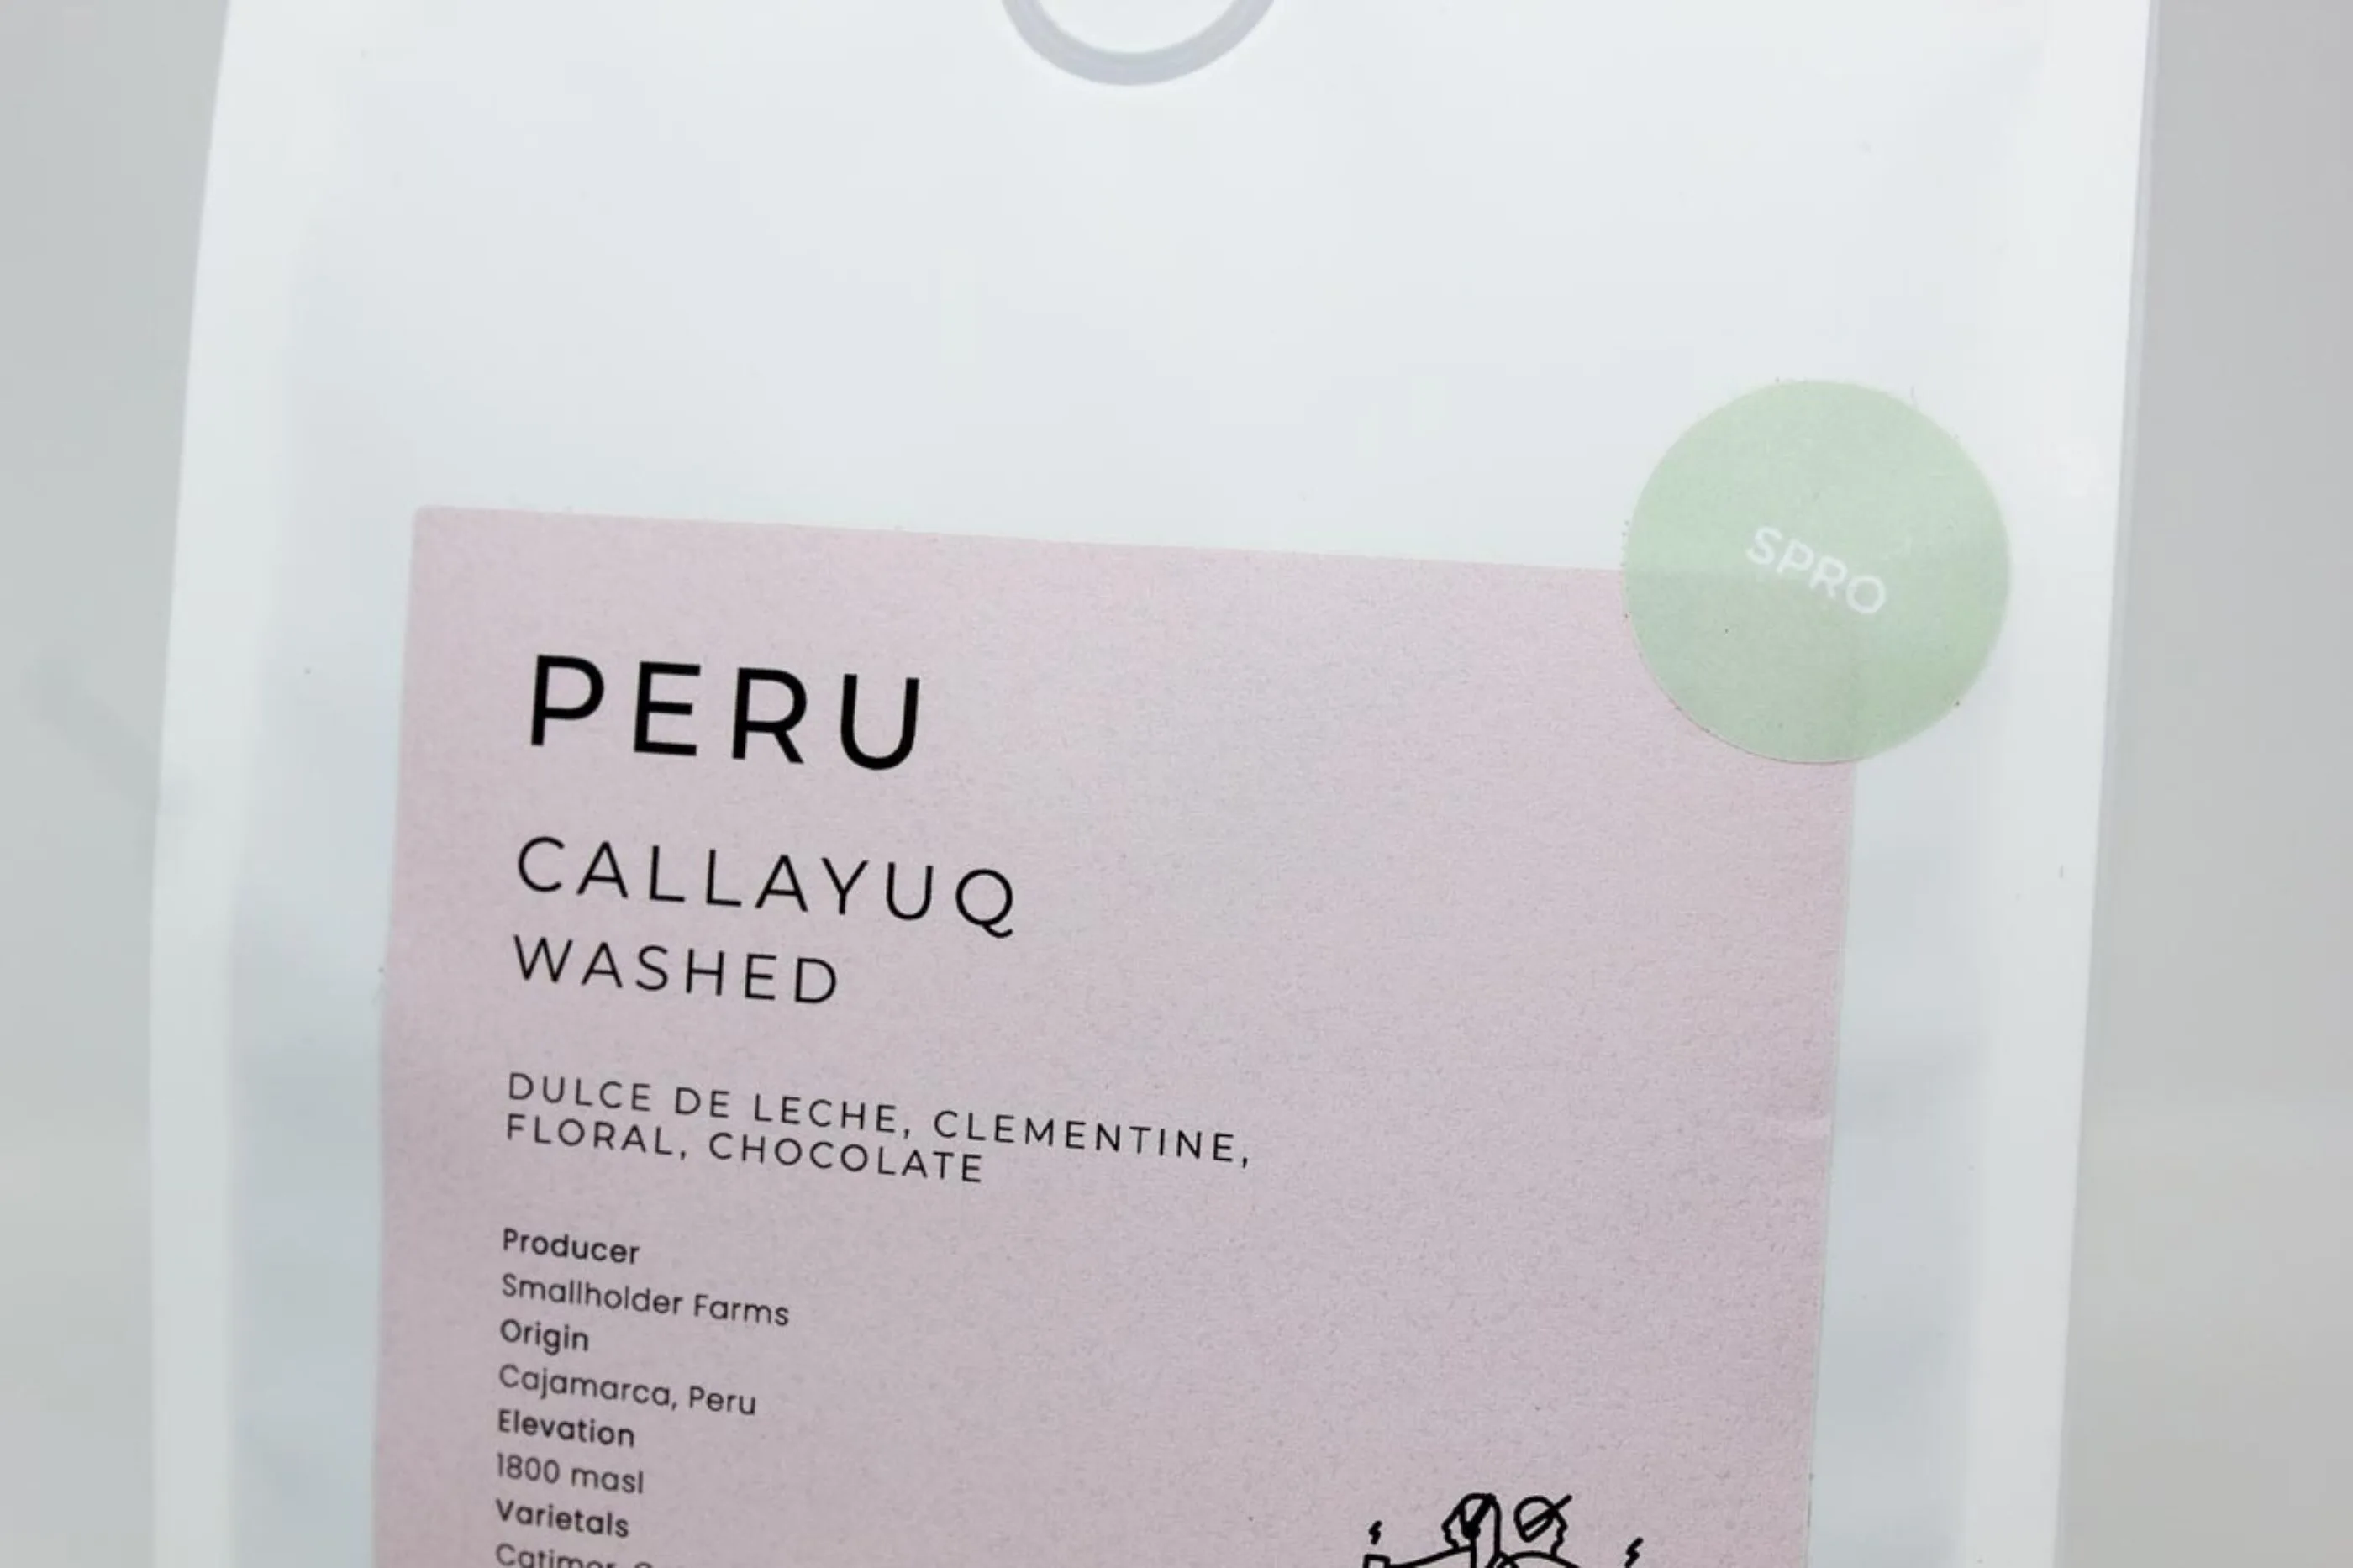 SPRO
PERU
CALLAYUQ
WASHED
DULCE DE LECHE, CLEMENTINE,
FLORAL, CHOCOLATE
Producer
Smallholder Farms
Origin
Cajamarca, Peru
Elevation
1800 masl
Varietals
Catimor,